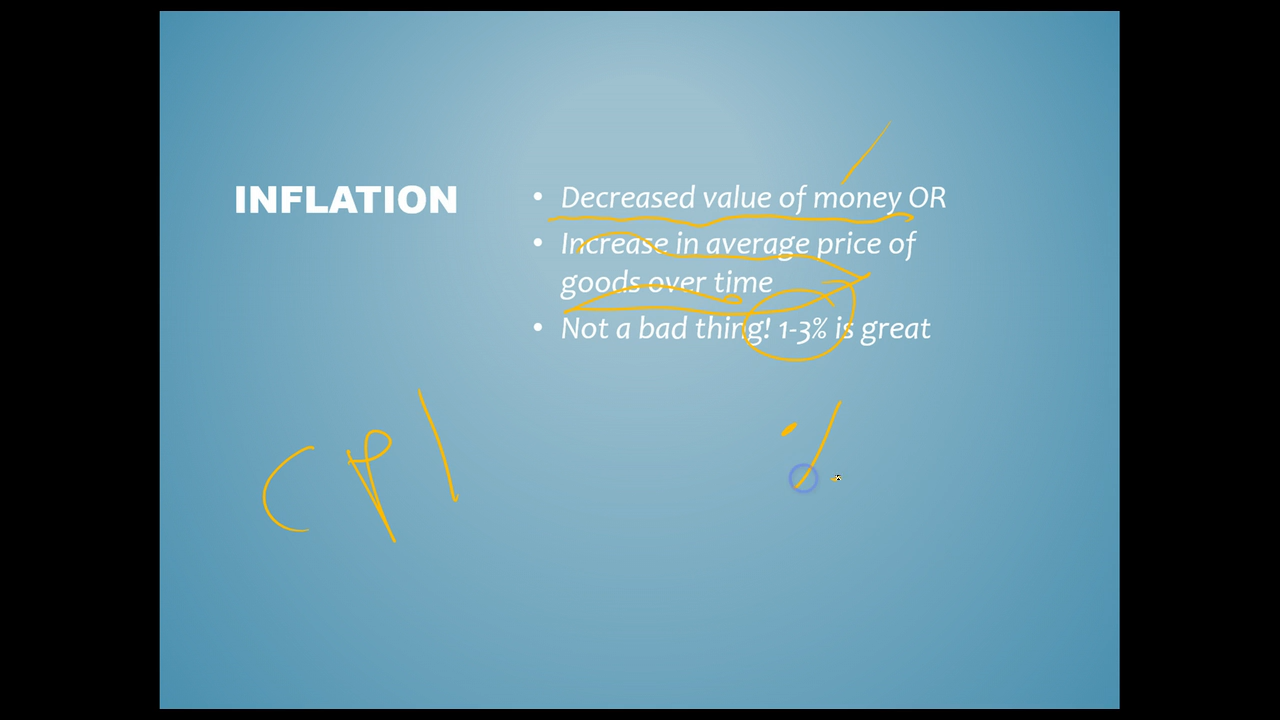 INFLATION
• Decreased value of money OR
• Increase in average price of
goods over time
• Not a bad thing! 1-3% is great
CPI
%